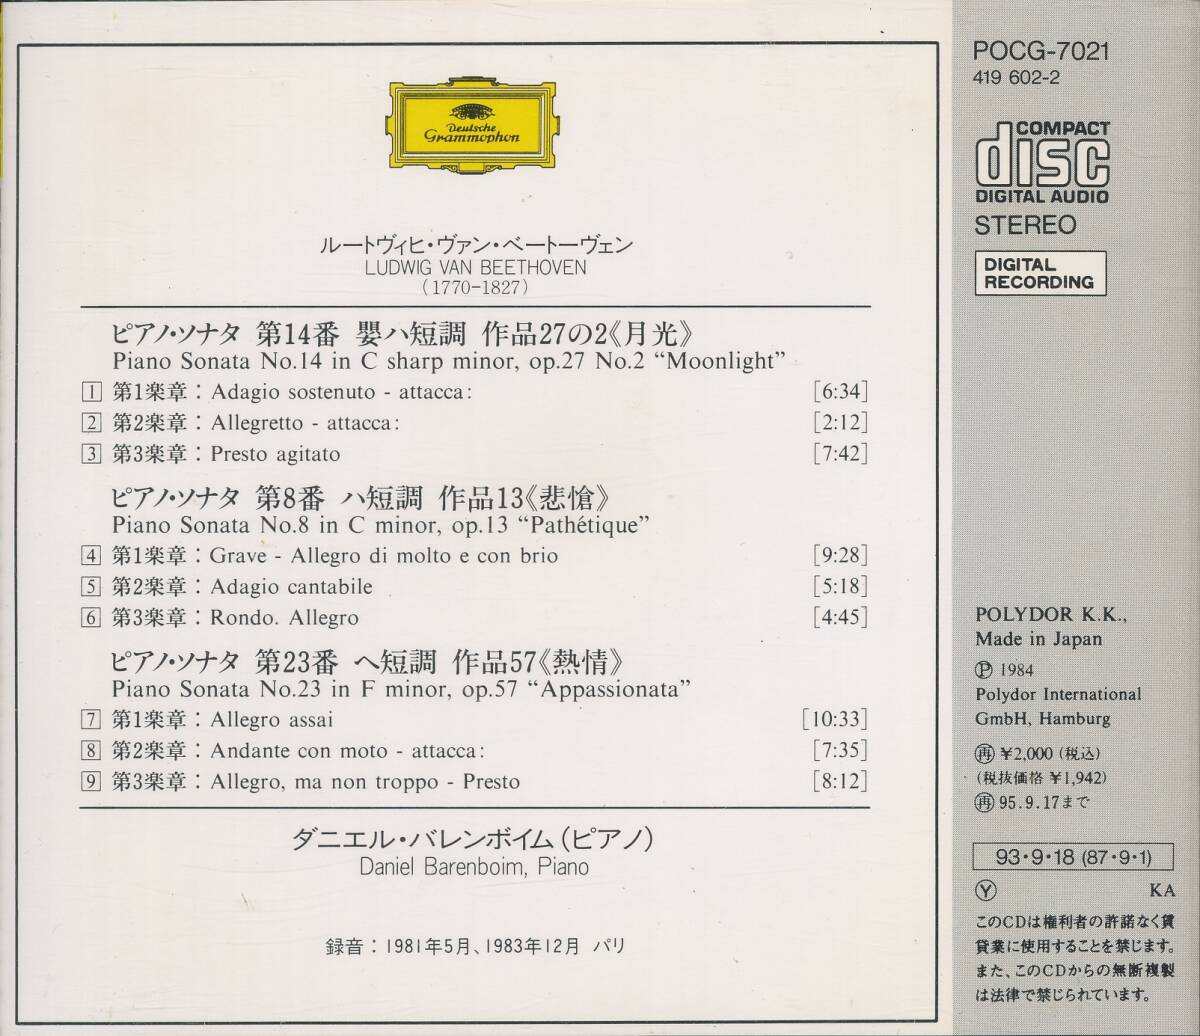 Deutsche
Grammophon
ルートヴィヒ・ヴァン・ベートーヴェン
LUDWIG VAN BEETHOVEN
(1770-1827)
ピアノ・ソナタ 第14番 嬰ハ短調 作品27の2《月光》
Piano Sonata No.14 in C sharp minor, op.27 No.2 “Moonlight”
1 第1楽章：Adagio sostenuto - attacca: [6:34]
2 第2楽章：Allegretto - attacca: [2:12]
3 第3楽章：Presto agitato [7:42]
ピアノ・ソナタ 第8番 ハ短調 作品13《悲愴》
Piano Sonata No.8 in C minor, op.13 “Pathétique”
4 第1楽章：Grave - Allegro di molto e con brio [9:28]
5 第2楽章：Adagio cantabile [5:18]
6 第3楽章：Rondo. Allegro [4:45]
ピアノ・ソナタ 第23番 ヘ短調 作品57《熱情》
Piano Sonata No.23 in F minor, op.57 “Appassionata”
7 第1楽章：Allegro assai [10:33]
8 第2楽章：Andante con moto - attacca: [7:35]
9 第3楽章：Allegro, ma non troppo - Presto [8:12]
ダニエル・バレンボイム(ピアノ)
Daniel Barenboim, Piano
録音：1981年5月、1983年12月 パリ
POCG-7021
419 602-2
COMPACT
disc
DIGITAL AUDIO
STEREO
DIGITAL
RECORDING
POLYDOR K.K.,
Made in Japan
Ⓟ 1984
Polydor International
GmbH, Hamburg
㊢再 ¥2,000 (税込)
(税抜価格 ¥1,942)
再 95.9.17まで
93・9・18 (87・9・1)
Ⓨ KA
このCDは権利者の許諾なく賃
貸業に使用することを禁じます。
また、このCDからの無断複製
は法律で禁じられています。